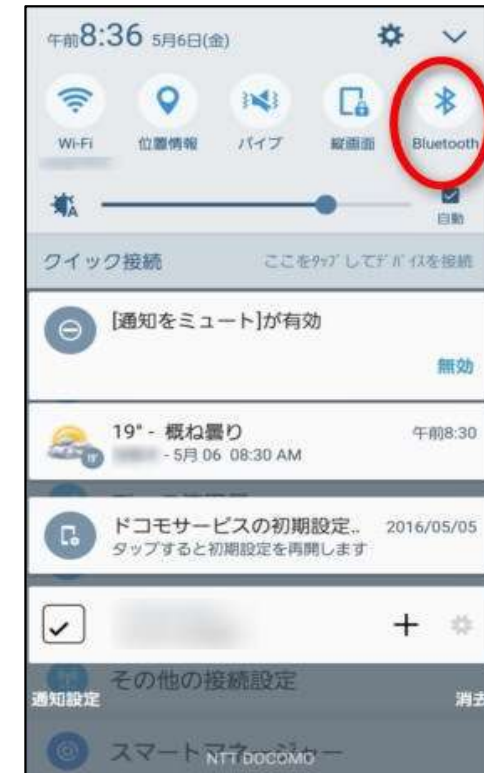 午前8:36 5月6日(金)
Wi-Fi 位置情報 バイブ 縦画面 Bluetooth
自動
クイック接続 ここをタップしてデバイスを接続
[通知をミュート]が有効
無効
19° - 概ね曇り 午前8:30
- 5月 06 08:30 AM
ドコモサービスの初期設定.. 2016/05/05
タップすると初期設定を再開します
その他の接続設定
通知設定 消去
スマートマネージャー
NTT DOCOMO